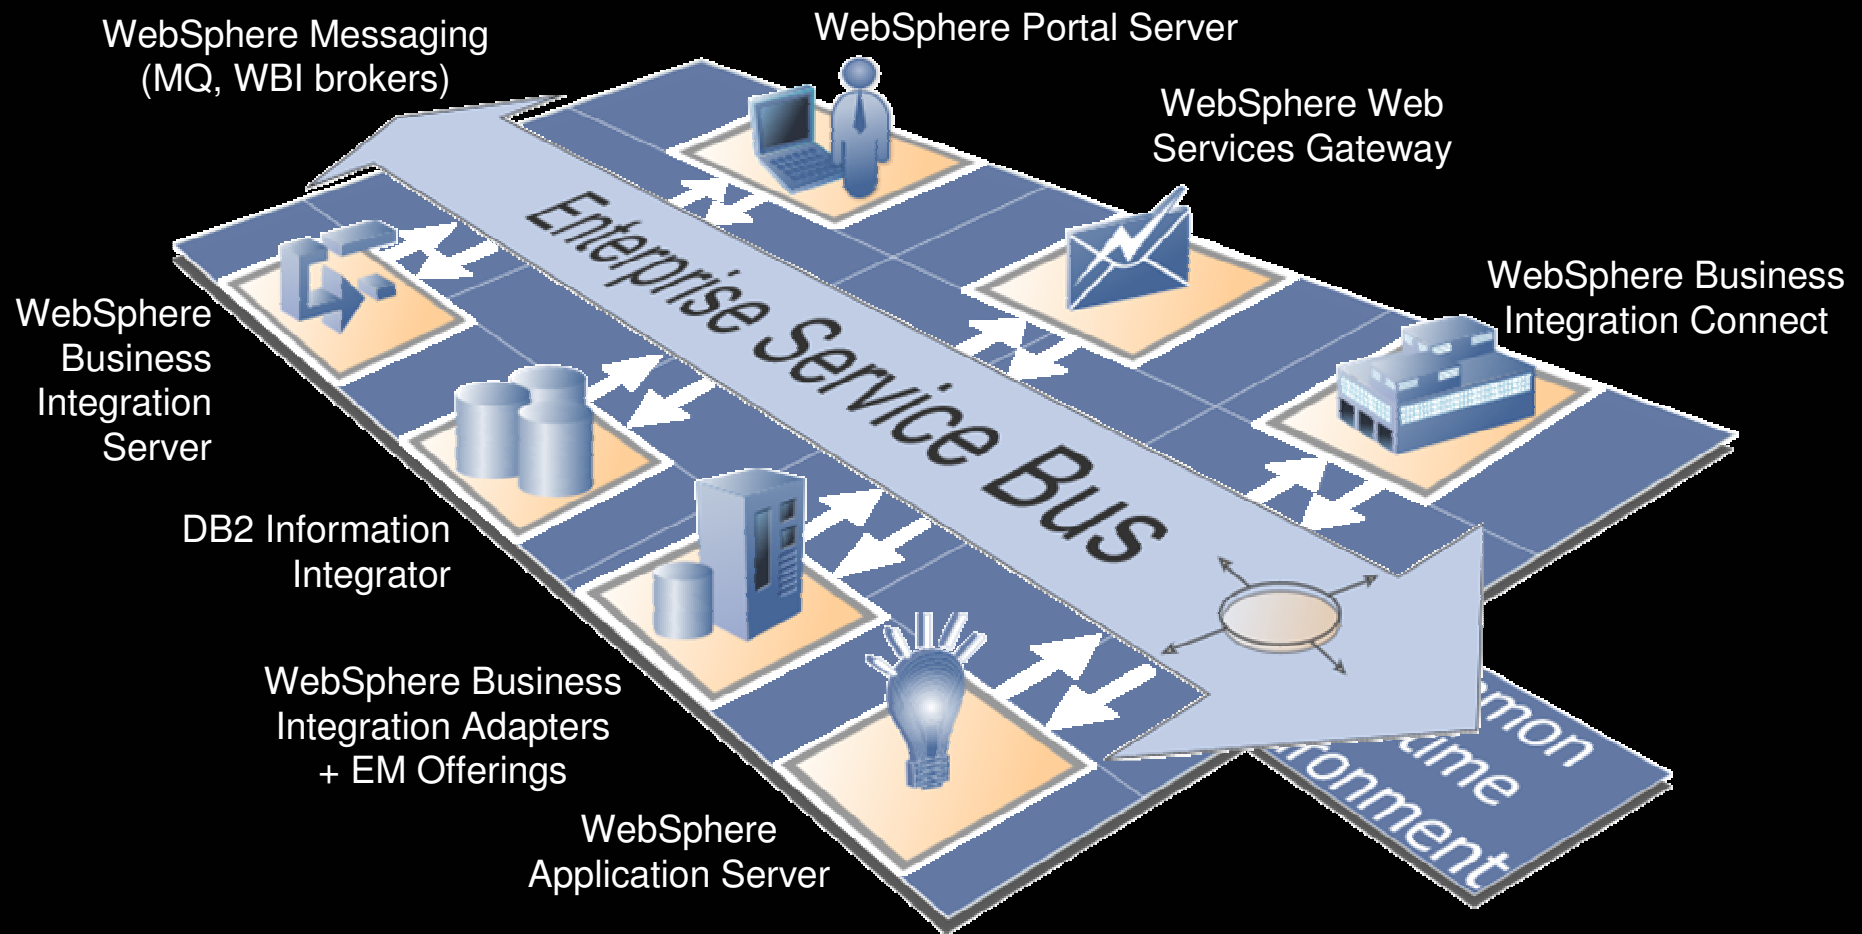 WebSphere Messaging
(MQ, WBI brokers)
WebSphere Portal Server
WebSphere Web
Services Gateway
WebSphere Business
Integration Connect
Enterprise Service Bus
WebSphere
Business
Integration
Server
DB2 Information
Integrator
WebSphere Business
Integration Adapters
+ EM Offerings
WebSphere
Application Server